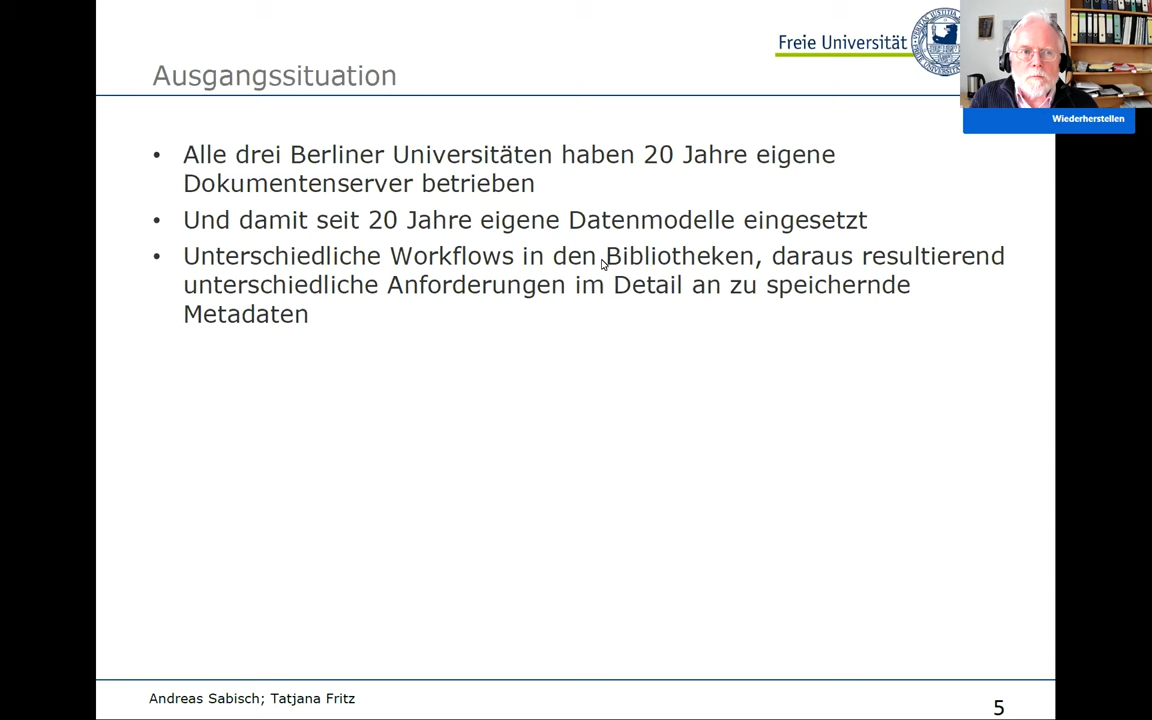 Freie Universität
Ausgangssituation
Wiederherstellen
• Alle drei Berliner Universitäten haben 20 Jahre eigene
Dokumentenserver betrieben
• Und damit seit 20 Jahre eigene Datenmodelle eingesetzt
• Unterschiedliche Workflows in den Bibliotheken, daraus resultierend
unterschiedliche Anforderungen im Detail an zu speichernde
Metadaten
Andreas Sabisch; Tatjana Fritz
5